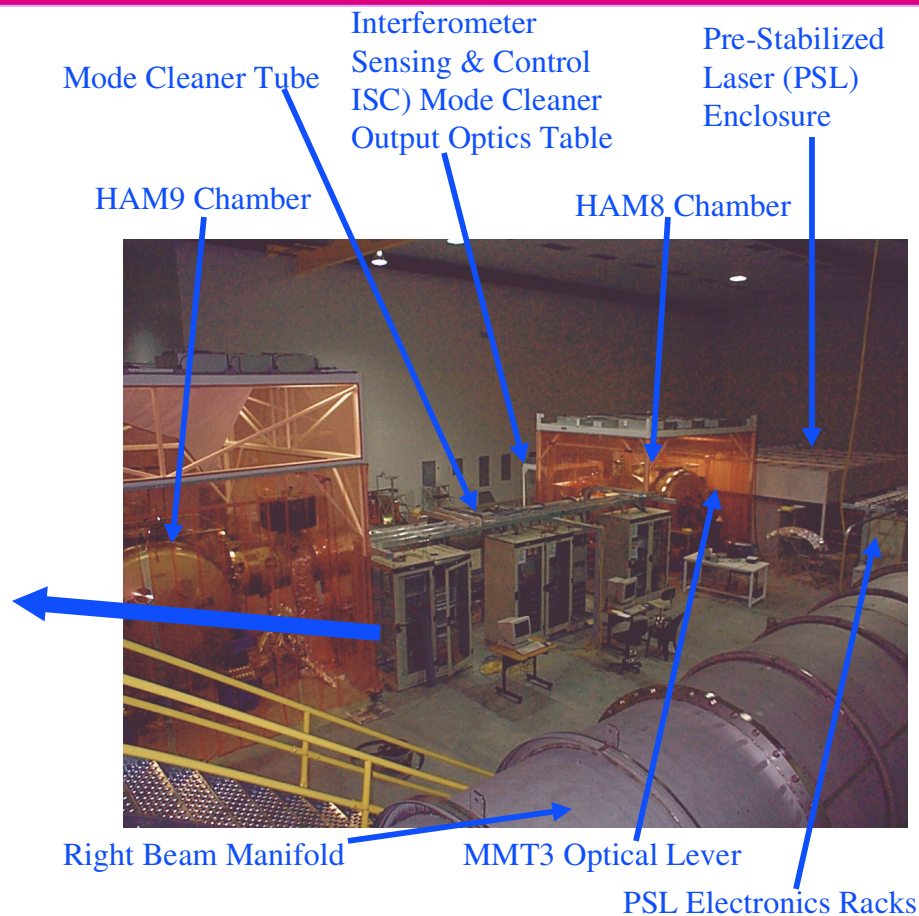 Mode Cleaner Tube
Interferometer
Sensing & Control
ISC) Mode Cleaner
Output Optics Table
Pre-Stabilized
Laser (PSL)
Enclosure
HAM9 Chamber
HAM8 Chamber
Right Beam Manifold
MMT3 Optical Lever
PSL Electronics Racks